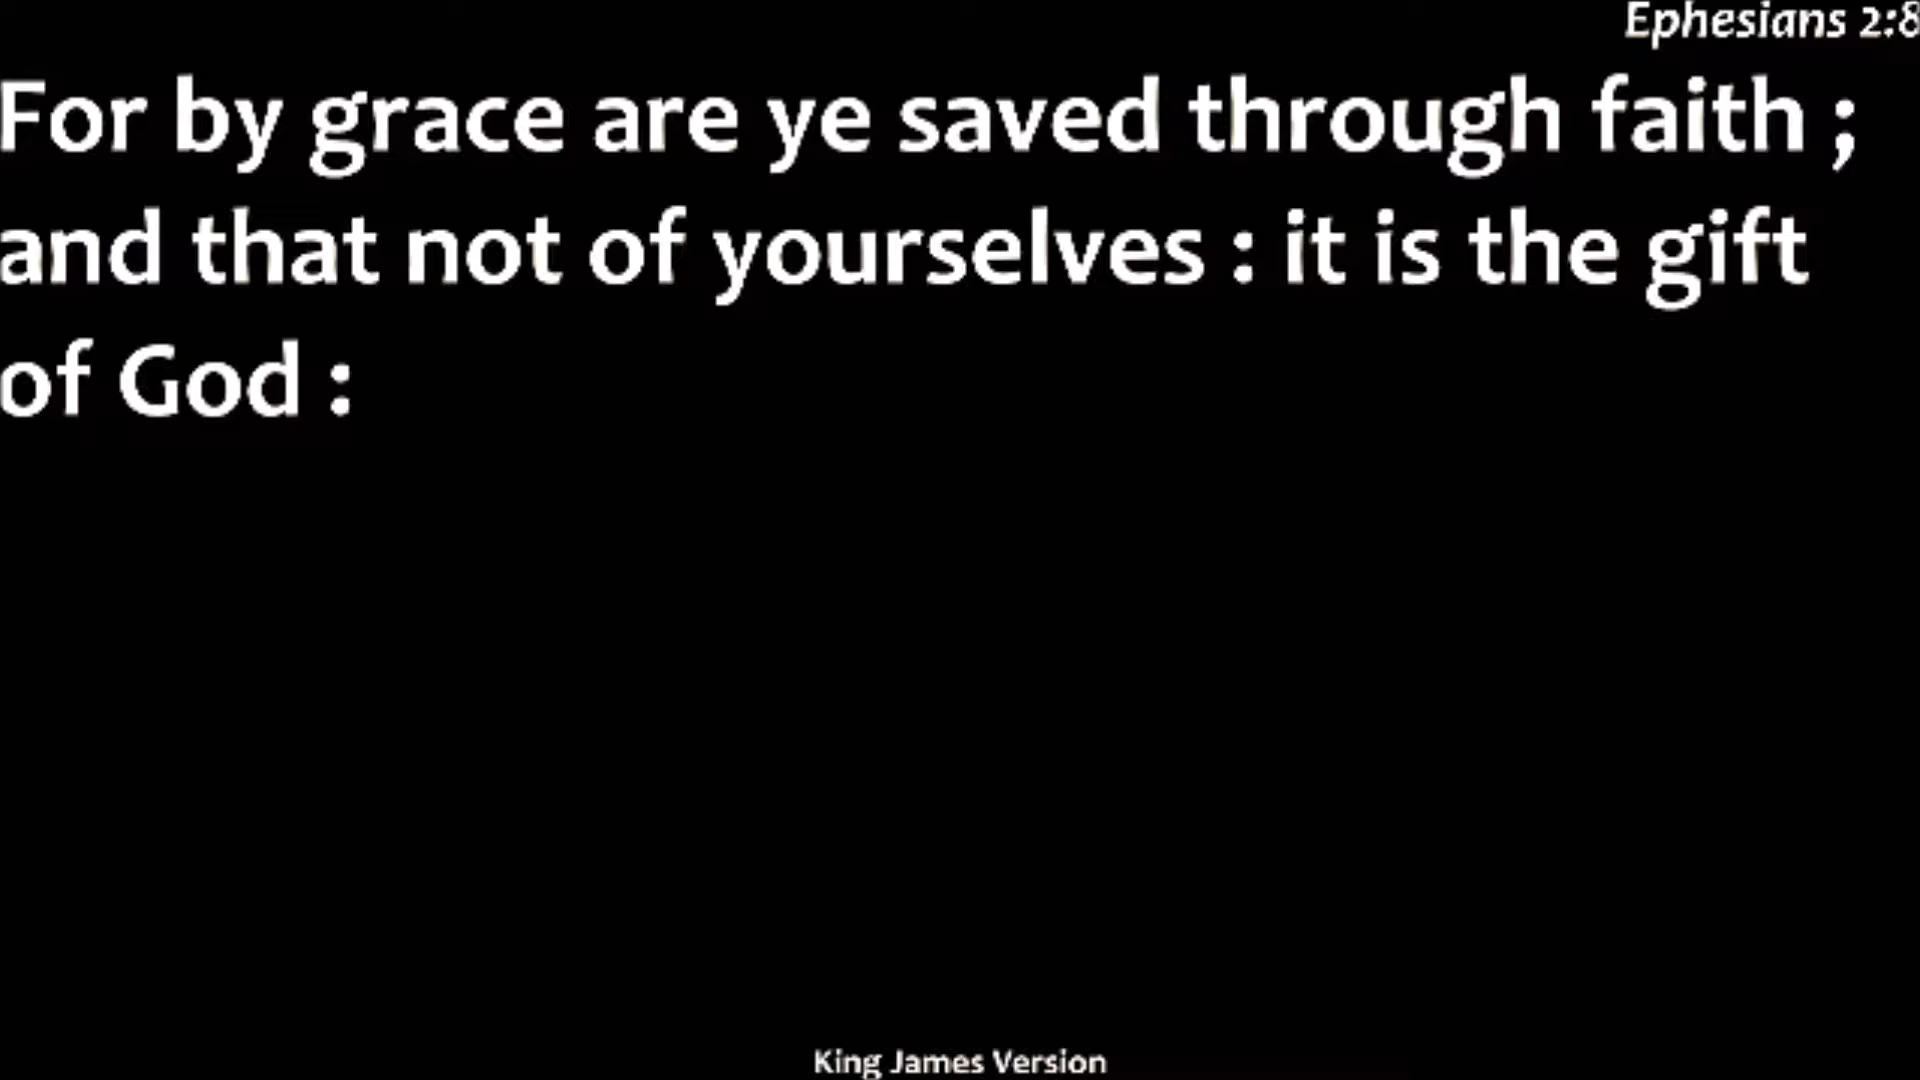 Ephesians 2:8
For by grace are ye saved through faith ;
and that not of yourselves : it is the gift
of God :
King James Version